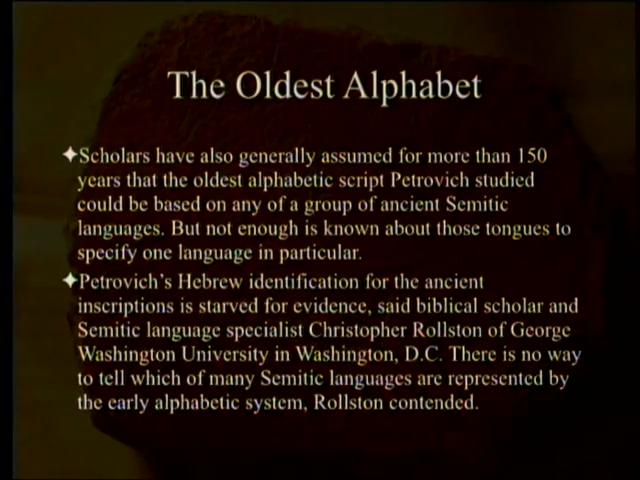 The Oldest Alphabet
✦Scholars have also generally assumed for more than 150
years that the oldest alphabetic script Petrovich studied
could be based on any of a group of ancient Semitic
languages. But not enough is known about those tongues to
specify one language in particular.
✦Petrovich's Hebrew identification for the ancient
inscriptions is starved for evidence, said biblical scholar and
Semitic language specialist Christopher Rollston of George
Washington University in Washington, D.C. There is no way
to tell which of many Semitic languages are represented by
the early alphabetic system, Rollston contended.